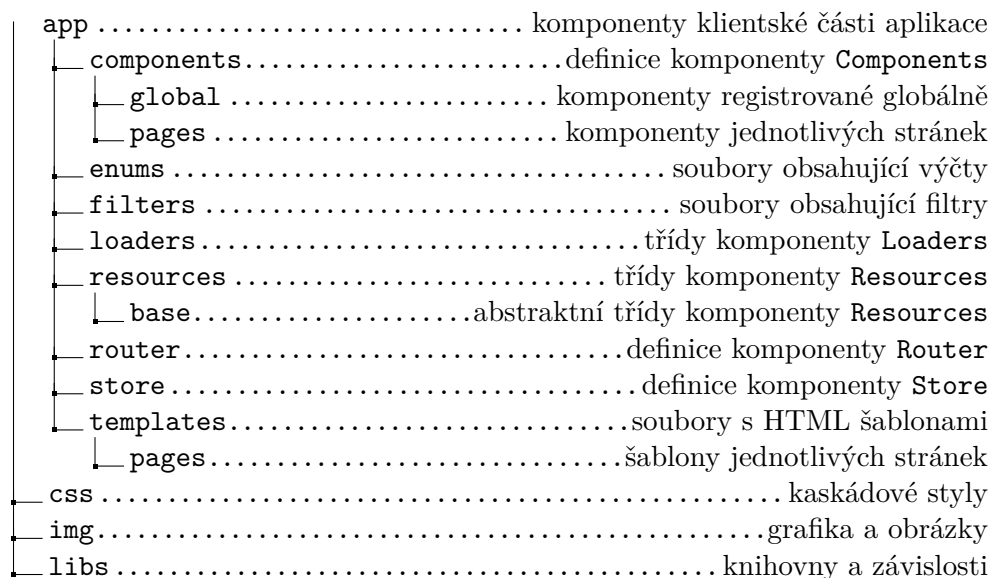 app ................................ komponenty klientské části aplikace
components........................definice komponenty Components
global ........................ komponenty registrované globálně
pages .......................... komponenty jednotlivých stránek
enums ..................................... soubory obsahující výčty
filters ................................... soubory obsahující filtry
loaders.................................třídy komponenty Loaders
resources ............................ třídy komponenty Resources
base.....................abstraktní třídy komponenty Resources
router.................................definice komponenty Router
store...................................definice komponenty Store
templates..............................soubory s HTML šablonami
pages...............................šablony jednotlivých stránek
css ................................................... kaskádové styly
img..................................................grafika a obrázky
libs ............................................. knihovny a závislosti